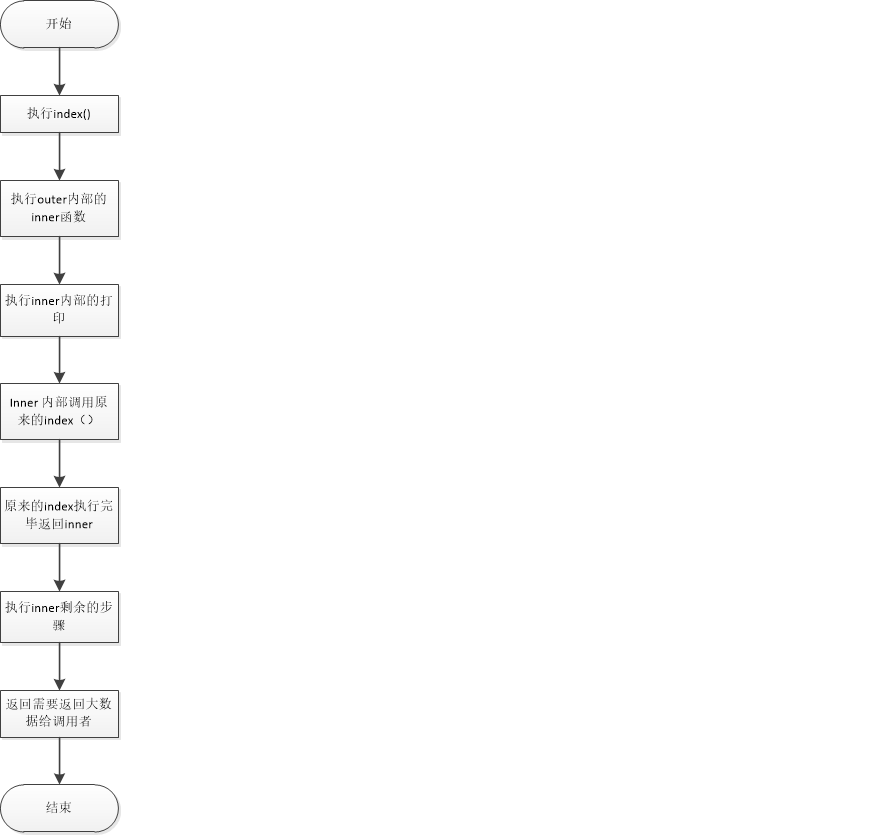 开始
执行index()
执行outer内部的
inner函数
执行inner内部的打
印
Inner 内部调用原
来的index（）
原来的index执行完
毕返回inner
执行inner剩余的步
骤
返回需要返回大数
据给调用者
结束